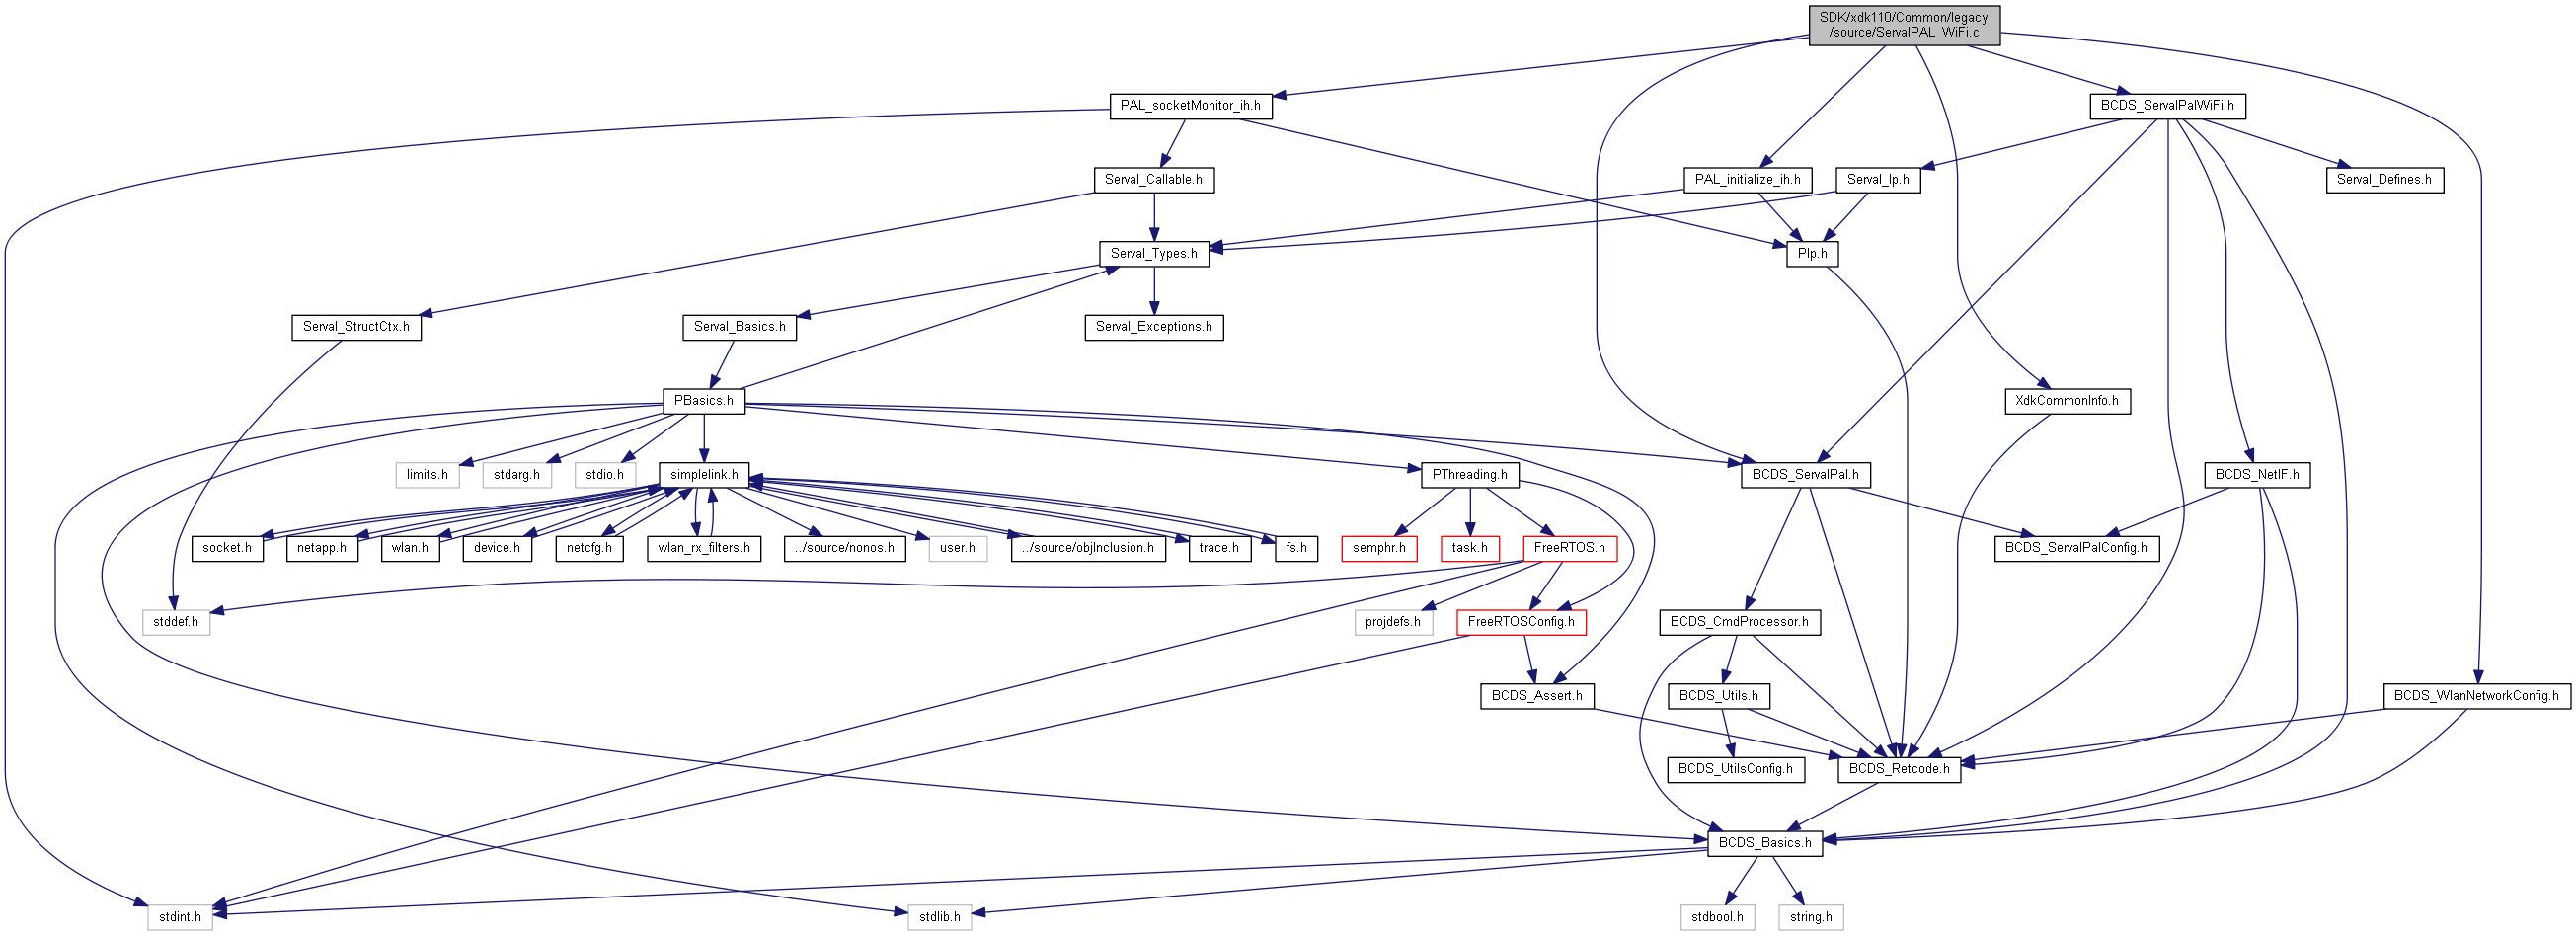 SDK/xdk110/Common/legacy
/source/ServalPAL_WiFi.c
PAL_socketMonitor_ih.h
BCDS_ServalPalWiFi.h
Serval_Callable.h
PAL_initialize_ih.h
Serval_Ip.h
Serval_Defines.h
Serval_Types.h
PIp.h
Serval_StructCtx.h
Serval_Basics.h
Serval_Exceptions.h
PBasics.h
XdkCommonInfo.h
limits.h
stdarg.h
stdio.h
simplelink.h
PThreading.h
BCDS_ServalPal.h
BCDS_NetIF.h
socket.h
netapp.h
wlan.h
device.h
netcfg.h
wlan_rx_filters.h
../source/nonos.h
user.h
../source/objInclusion.h
trace.h
fs.h
semphr.h
task.h
FreeRTOS.h
BCDS_ServalPalConfig.h
stddef.h
projdefs.h
FreeRTOSConfig.h
BCDS_CmdProcessor.h
BCDS_Assert.h
BCDS_Utils.h
BCDS_WlanNetworkConfig.h
BCDS_UtilsConfig.h
BCDS_Retcode.h
BCDS_Basics.h
stdint.h
stdlib.h
stdbool.h
string.h